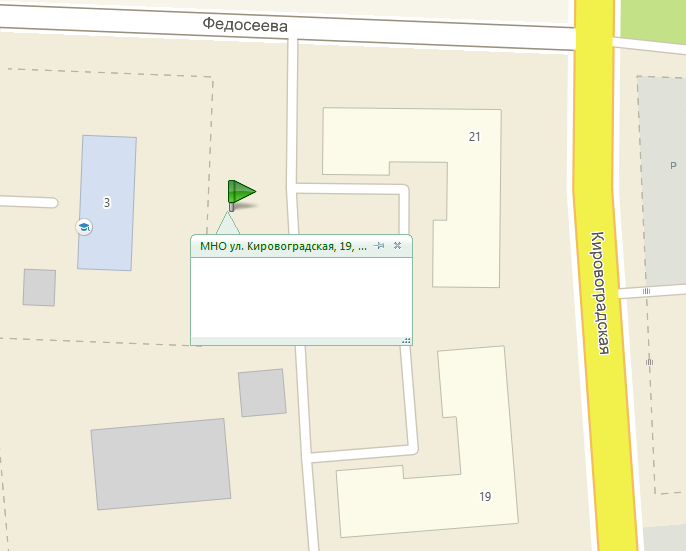 Федосеева
21
Р
3
МНО ул. Кировоградская, 19, ...
Кировоградская
19